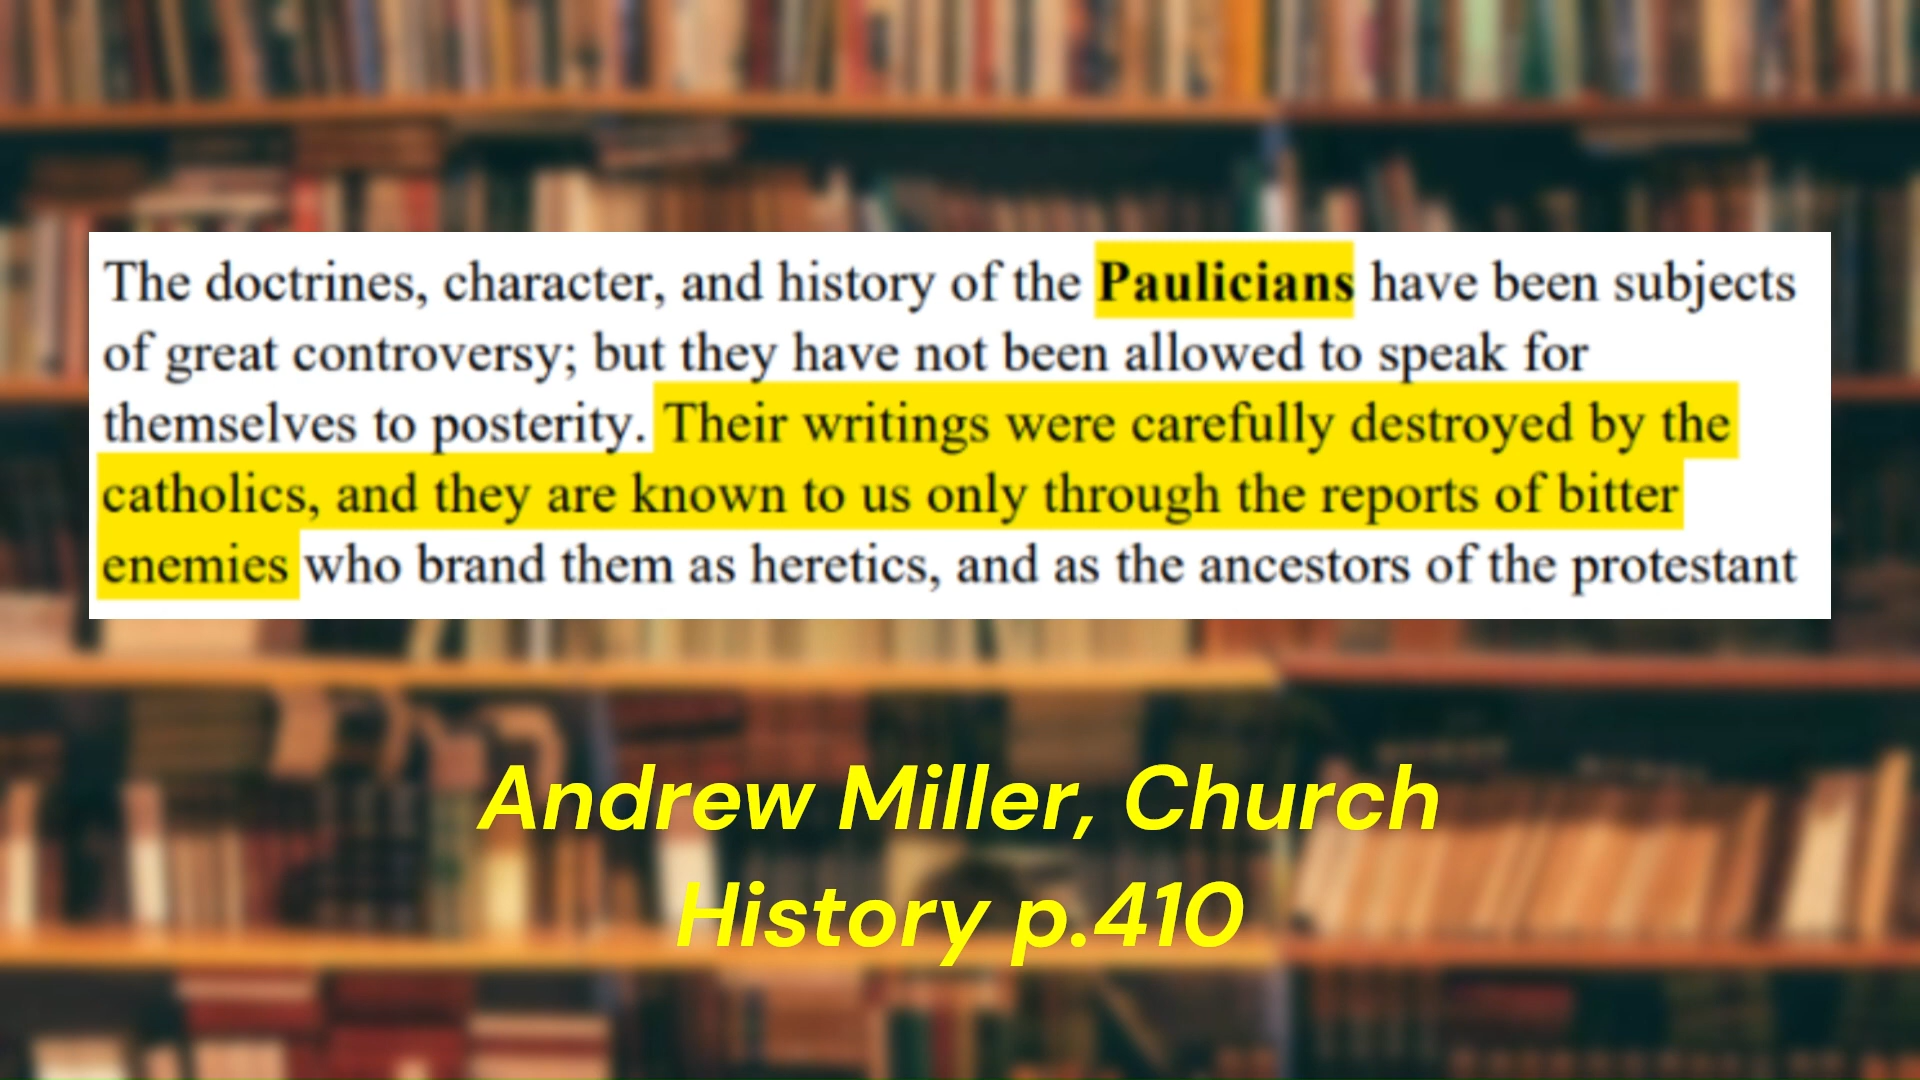 The doctrines, character, and history of the Paulicians have been subjects
of great controversy; but they have not been allowed to speak for
themselves to posterity. Their writings were carefully destroyed by the
catholics, and they are known to us only through the reports of bitter
enemies who brand them as heretics, and as the ancestors of the protestant
Andrew Miller, Church
History p.410